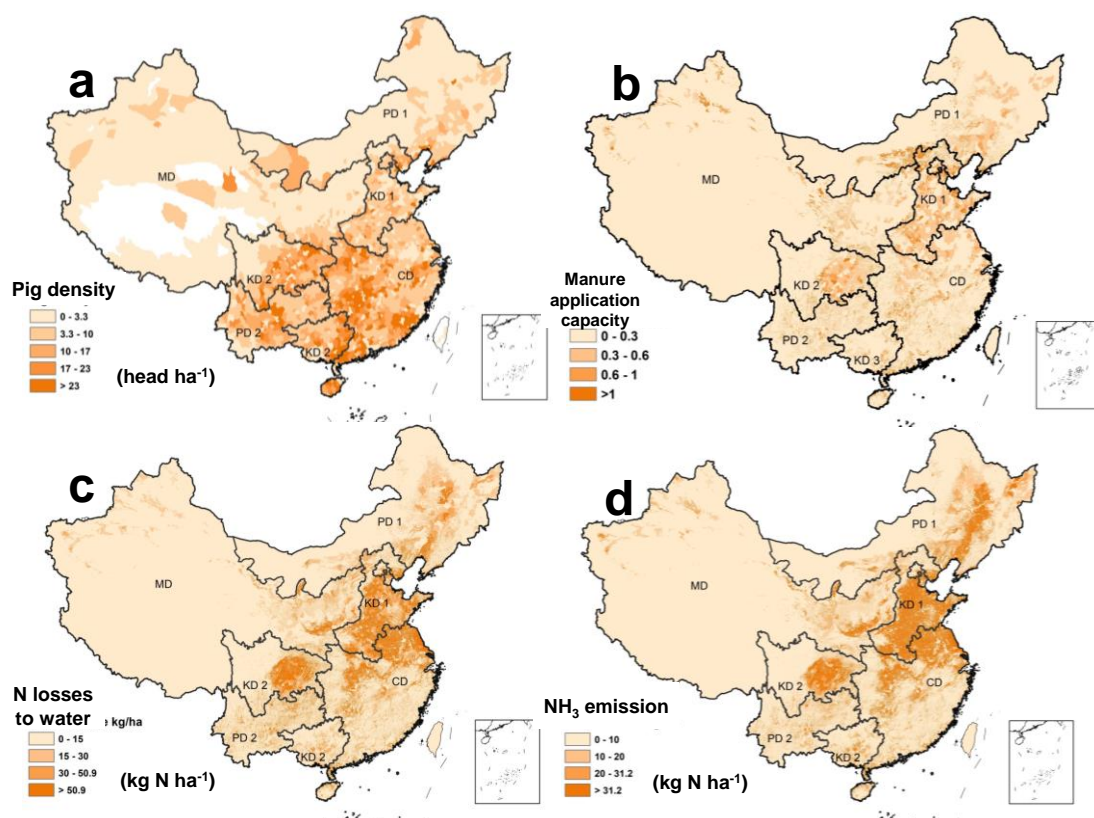 a
PD 1
MD
KD 1
KD 2
CD
PD 2
KD 2
Pig density
0 - 3.3
3.3 - 10
10 - 17
17 - 23
> 23
(head ha-1)
b
PD 1
MD
KD 1
KD 2
CD
PD 2
KD 3
Manure
application
capacity
0 - 0.3
0.3 - 0.6
0.6 - 1
>1
c
PD 1
MD
KD 1
KD 2
CD
PD 2
KD 2
N losses
to water
e kg/ha
0 - 15
15 - 30
30 - 50.9
> 50.9
(kg N ha-1)
d
PD 1
MD
KD 1
KD 2
CD
PD 2
KD 2
NH3 emission
0 - 10
10 - 20
20 - 31.2
> 31.2
(kg N ha-1)